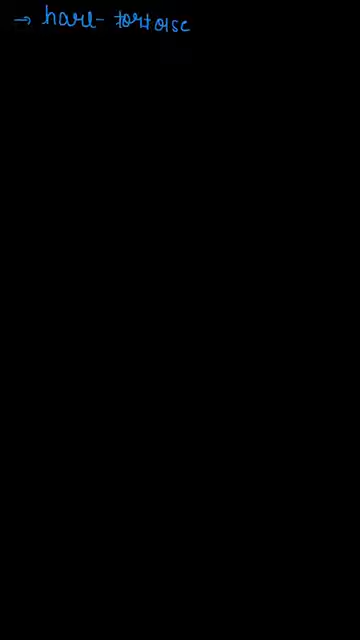 → hare- tortoise